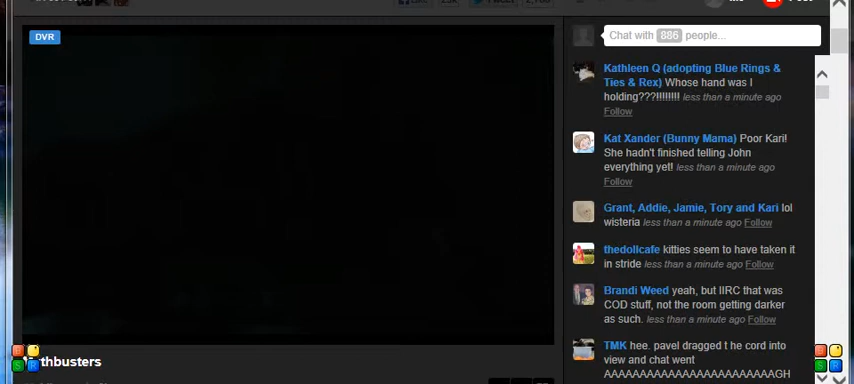 DVR
Chat with 886 people...
Kathleen Q (adopting Blue Rings &
Ties & Rex) Whose hand was I
holding???!!!!!!!! less than a minute ago
Follow
Kat Xander (Bunny Mama) Poor Kari!
She hadn't finished telling John
everything yet! less than a minute ago
Follow
Grant, Addie, Jamie, Tory and Kari lol
wisteria less than a minute ago Follow
thedollcafe kitties seem to have taken it
in stride less than a minute ago Follow
Brandi Weed yeah, but IIRC that was
COD stuff, not the room getting darker
as such. less than a minute ago Follow
TMK hee. pavel dragged t he cord into
view and chat went
AAAAAAAAAAAAAAAAAAAAAAAGH
thbusters